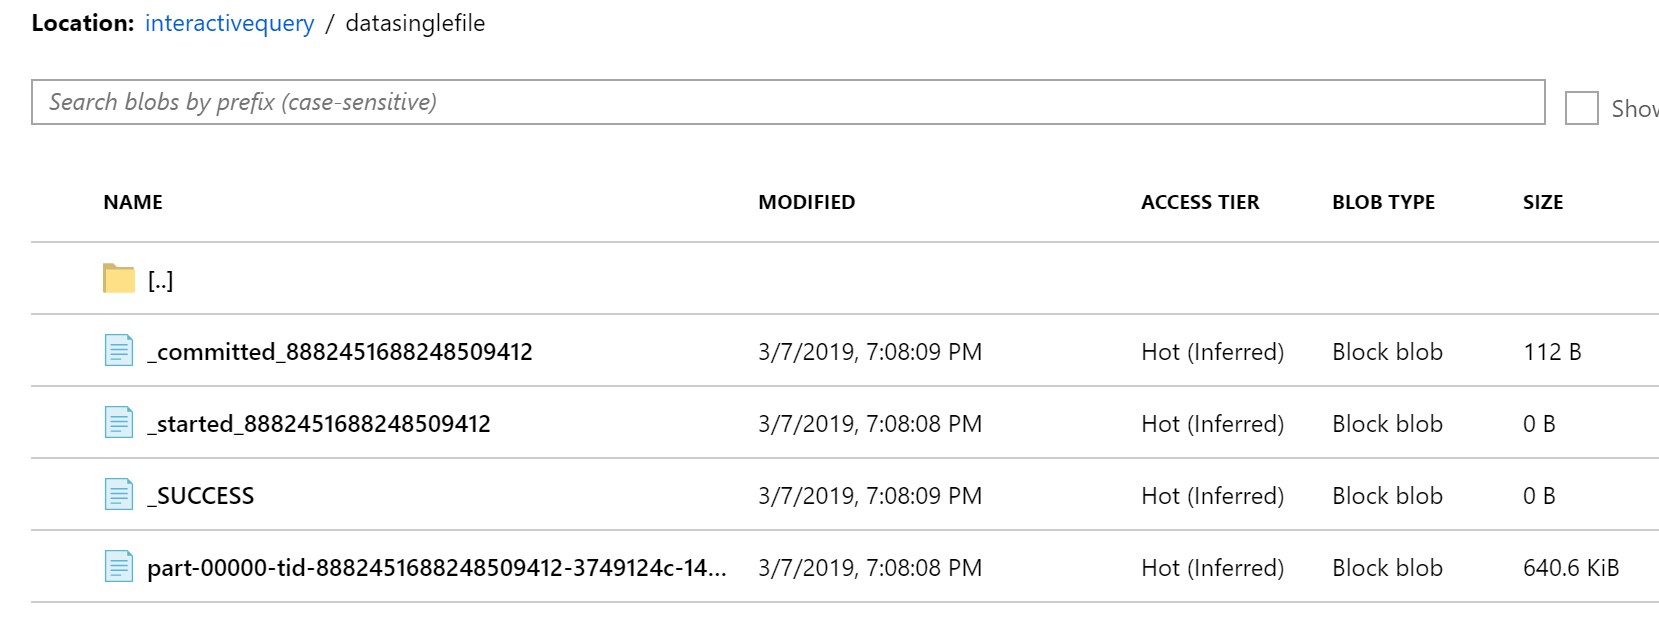 Location: interactivequery / datasinglefile
Search blobs by prefix (case-sensitive)
NAME MODIFIED ACCESS TIER BLOB TYPE SIZE
[..]
_committed_8882451688248509412 3/7/2019, 7:08:09 PM Hot (Inferred) Block blob 112 B
_started_8882451688248509412 3/7/2019, 7:08:08 PM Hot (Inferred) Block blob 0 B
_SUCCESS 3/7/2019, 7:08:09 PM Hot (Inferred) Block blob 0 B
part-00000-tid-8882451688248509412-3749124c-14... 3/7/2019, 7:08:08 PM Hot (Inferred) Block blob 640.6 KiB